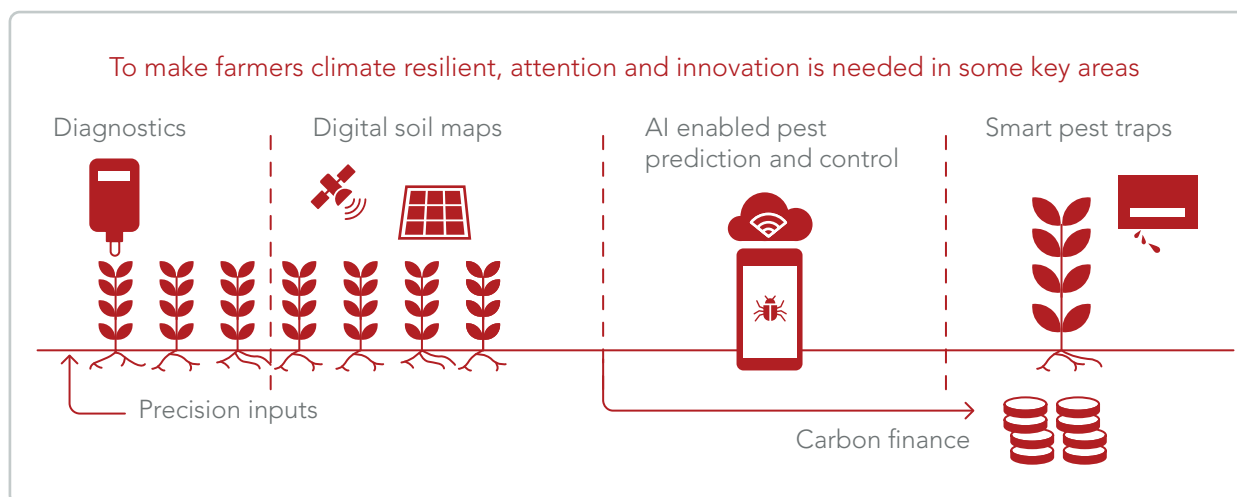 To make farmers climate resilient, attention and innovation is needed in some key areas
Diagnostics
Digital soil maps
AI enabled pest
prediction and control
Smart pest traps
Precision inputs
Carbon finance